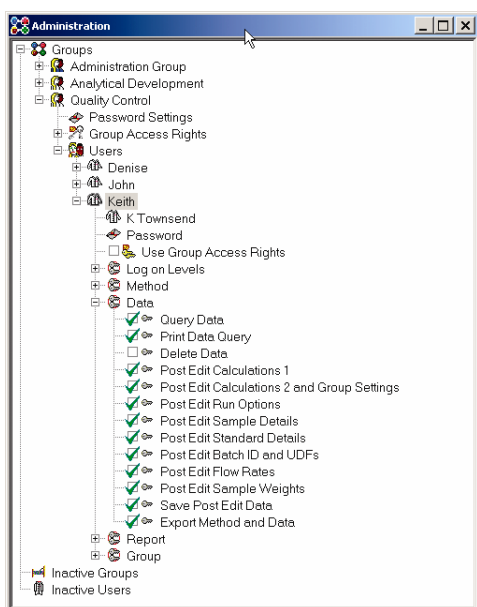 Administration
Groups
Administration Group
Analytical Development
Quality Control
Password Settings
Group Access Rights
Users
Denise
John
Keith
K Townsend
Password
Use Group Access Rights
Log on Levels
Method
Data
Query Data
Print Data Query
Delete Data
Post Edit Calculations 1
Post Edit Calculations 2 and Group Settings
Post Edit Run Options
Post Edit Sample Details
Post Edit Standard Details
Post Edit Batch ID and UDFs
Post Edit Flow Rates
Post Edit Sample Weights
Save Post Edit Data
Export Method and Data
Report
Group
Inactive Groups
Inactive Users